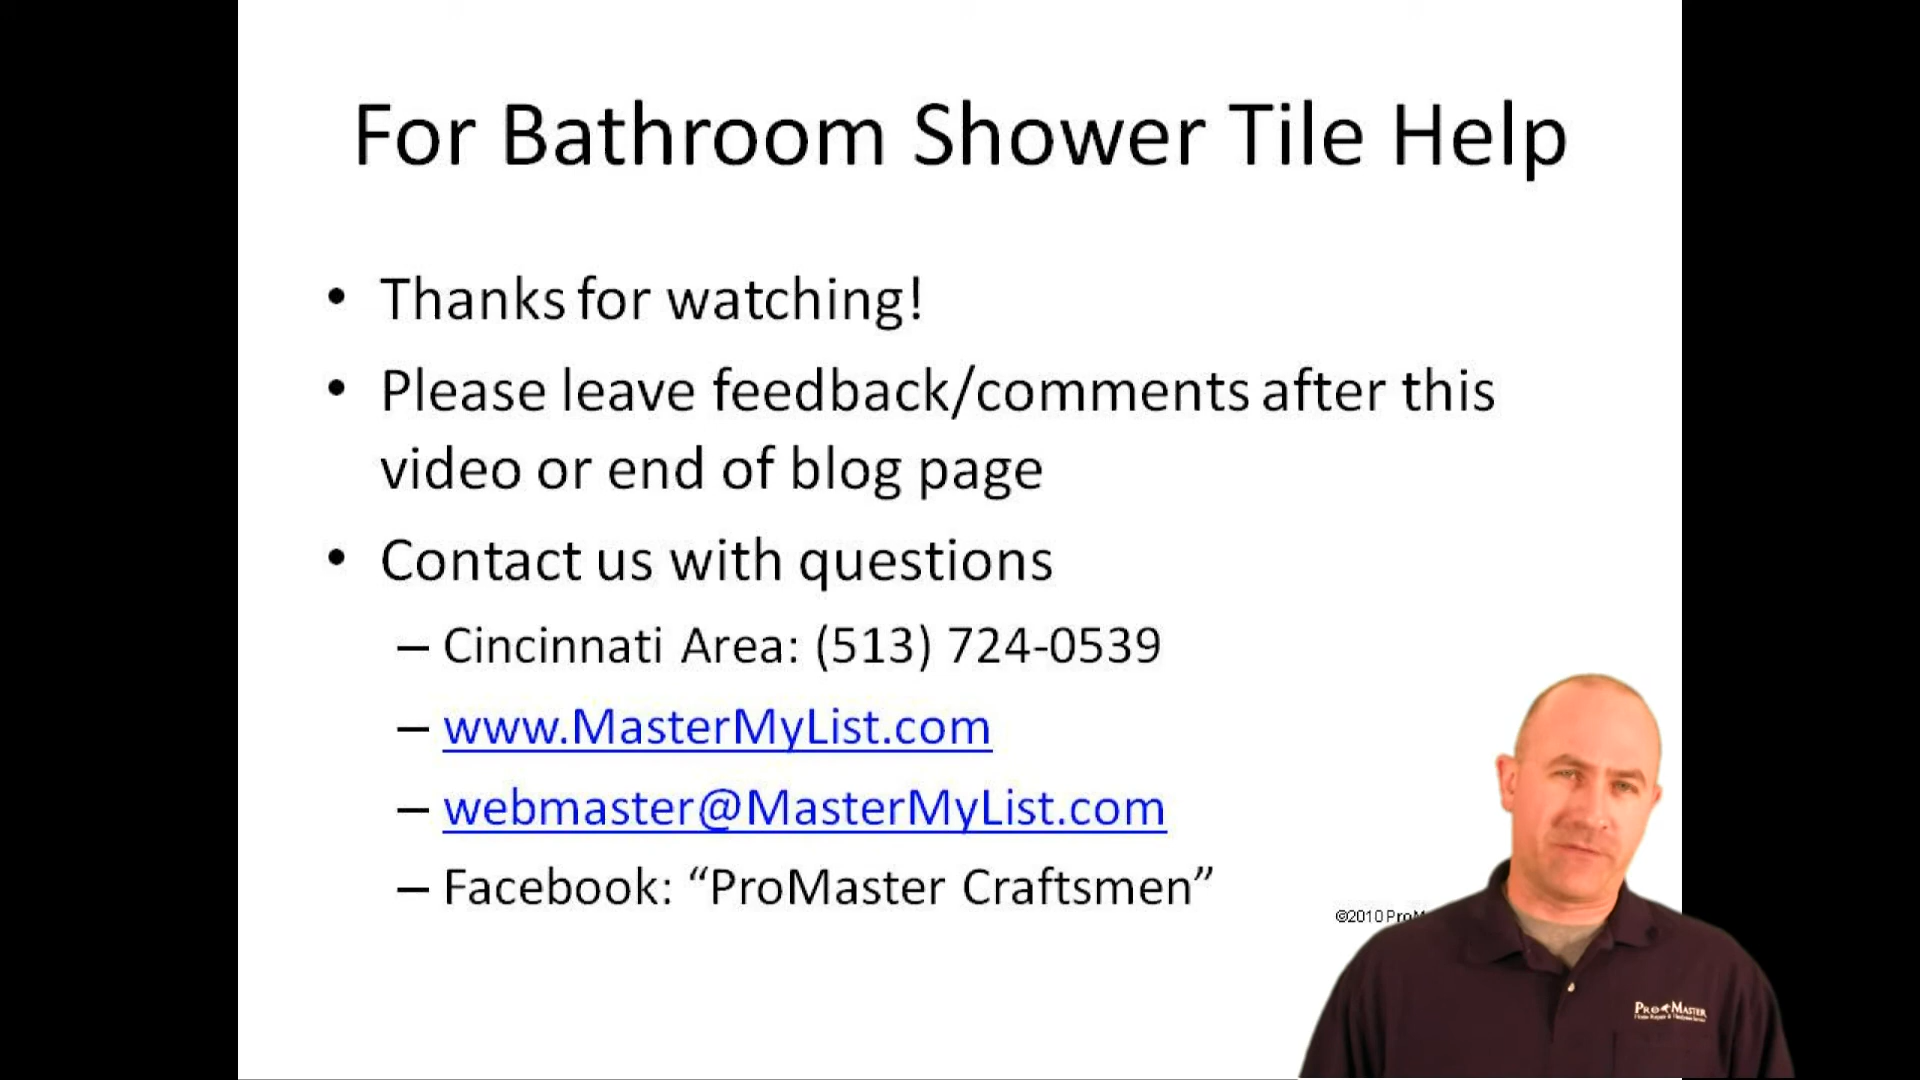 For Bathroom Shower Tile Help
• Thanks for watching!
• Please leave feedback/comments after this
video or end of blog page
• Contact us with questions
– Cincinnati Area: (513) 724-0539
– www.MasterMyList.com
– webmaster@MasterMyList.com
– Facebook: “ProMaster Craftsmen”
©2010
PROMASTER